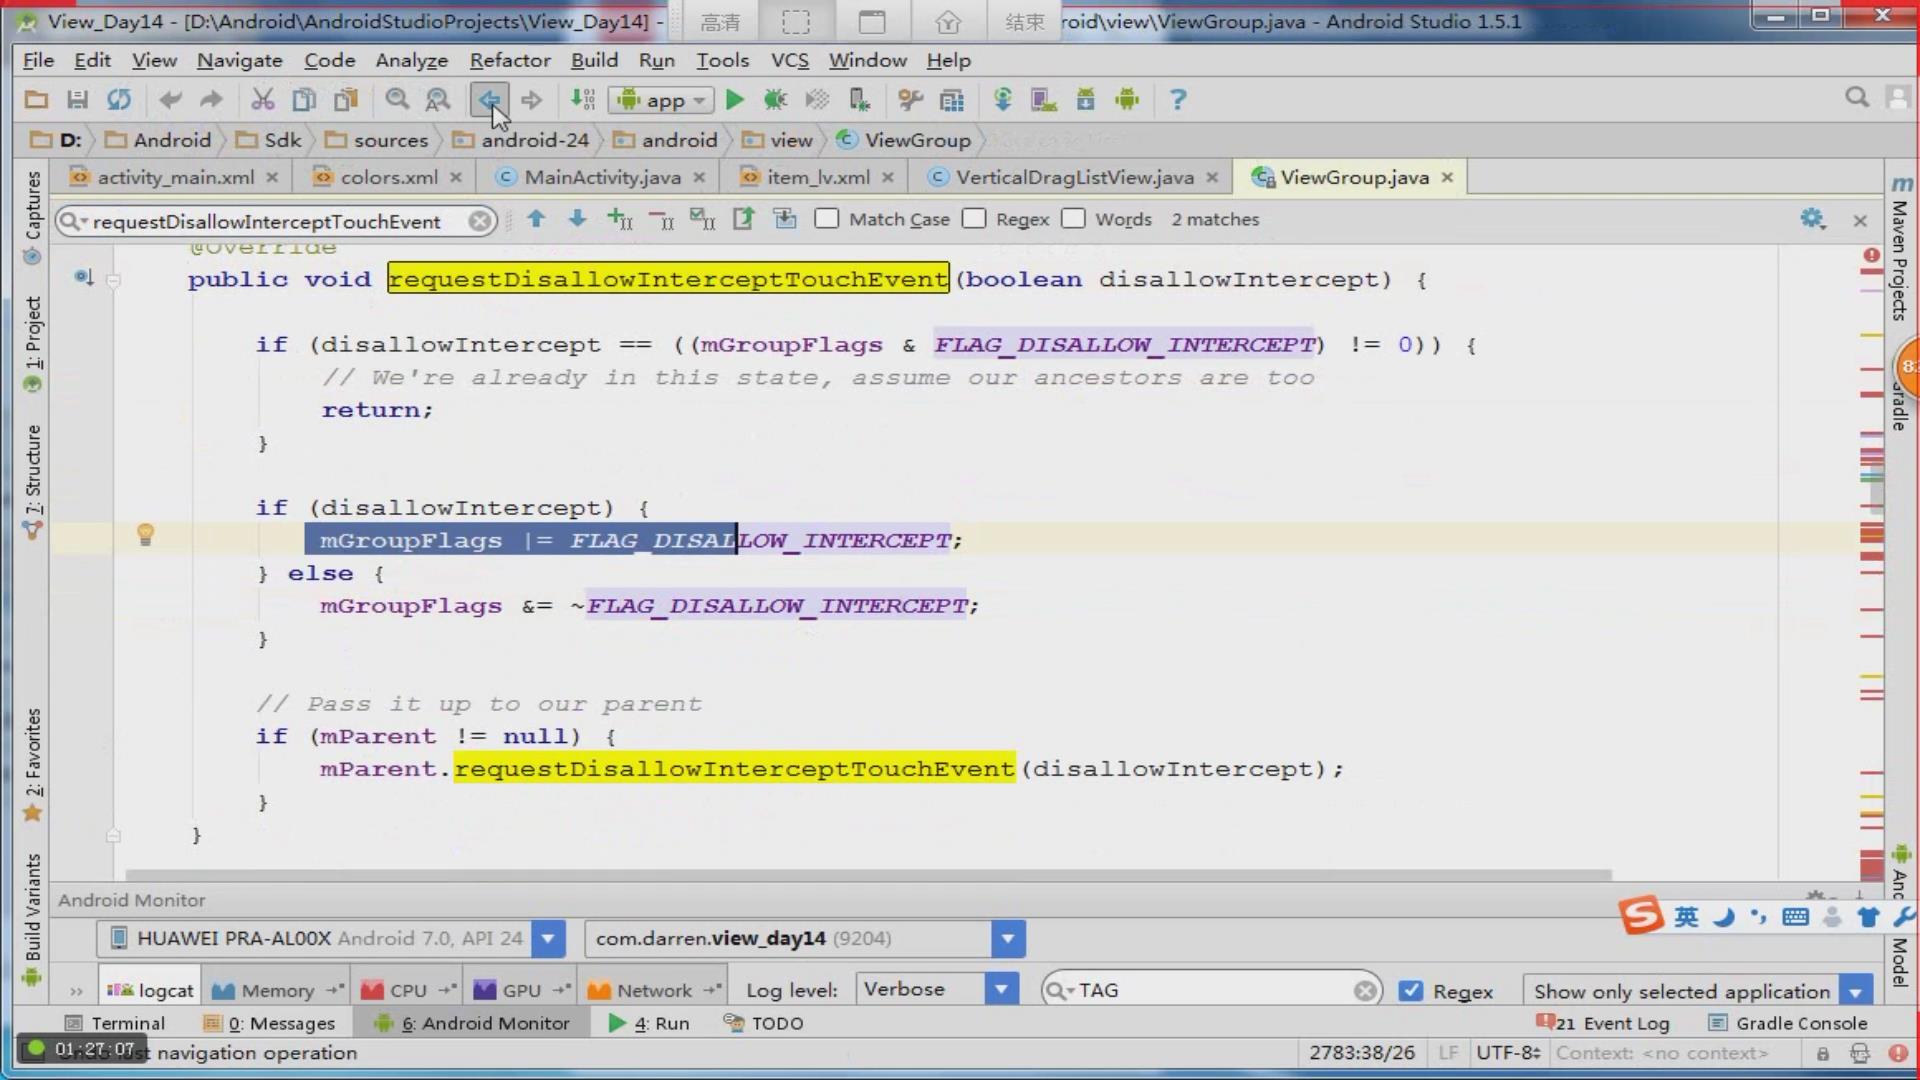 View_Day14 - [D:\Android\AndroidStudioProjects\View_Day14] -
高清
结束
roid\view\ViewGroup.java - Android Studio 1.5.1
File Edit View Navigate Code Analyze Refactor Build Run Tools VCS Window Help
app
D: Android Sdk sources android-24 android view ViewGroup
activity_main.xml colors.xml MainActivity.java item_lv.xml VerticalDragListView.java ViewGroup.java
requestDisallowInterceptTouchEvent Match Case Regex Words 2 matches
@Override
public void requestDisallowInterceptTouchEvent(boolean disallowIntercept) {
if (disallowIntercept == ((mGroupFlags & FLAG_DISALLOW_INTERCEPT) != 0)) {
// We're already in this state, assume our ancestors are too
return;
}
if (disallowIntercept) {
mGroupFlags |= FLAG_DISALLOW_INTERCEPT;
} else {
mGroupFlags &= ~FLAG_DISALLOW_INTERCEPT;
}
// Pass it up to our parent
if (mParent != null) {
mParent.requestDisallowInterceptTouchEvent(disallowIntercept);
}
}
Captures
1: Project
7: Structure
2: Favorites
Build Variants
Maven Projects
Model
Android Monitor
英
HUAWEI PRA-AL00X Android 7.0, API 24
com.darren.view_day14 (9204)
logcat Memory CPU GPU Network Log level: Verbose TAG Regex Show only selected application
Terminal 0: Messages 6: Android Monitor 4: Run TODO 21 Event Log Gradle Console
01:27:07
navigation operation
2783:38/26 LF UTF-8 Context: <no context>